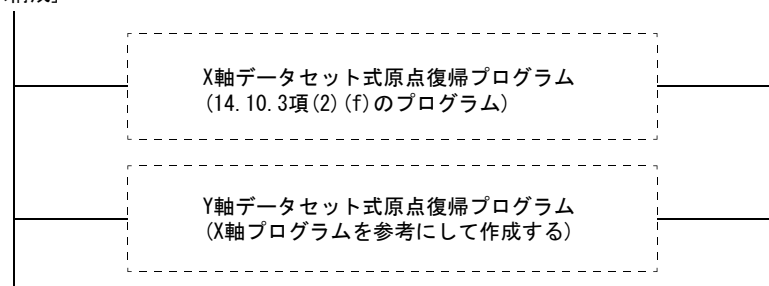 X軸データセット式原点復帰プログラム
(14.10.3項(2)(f)のプログラム)
Y軸データセット式原点復帰プログラム
(X軸プログラムを参考にして作成する)